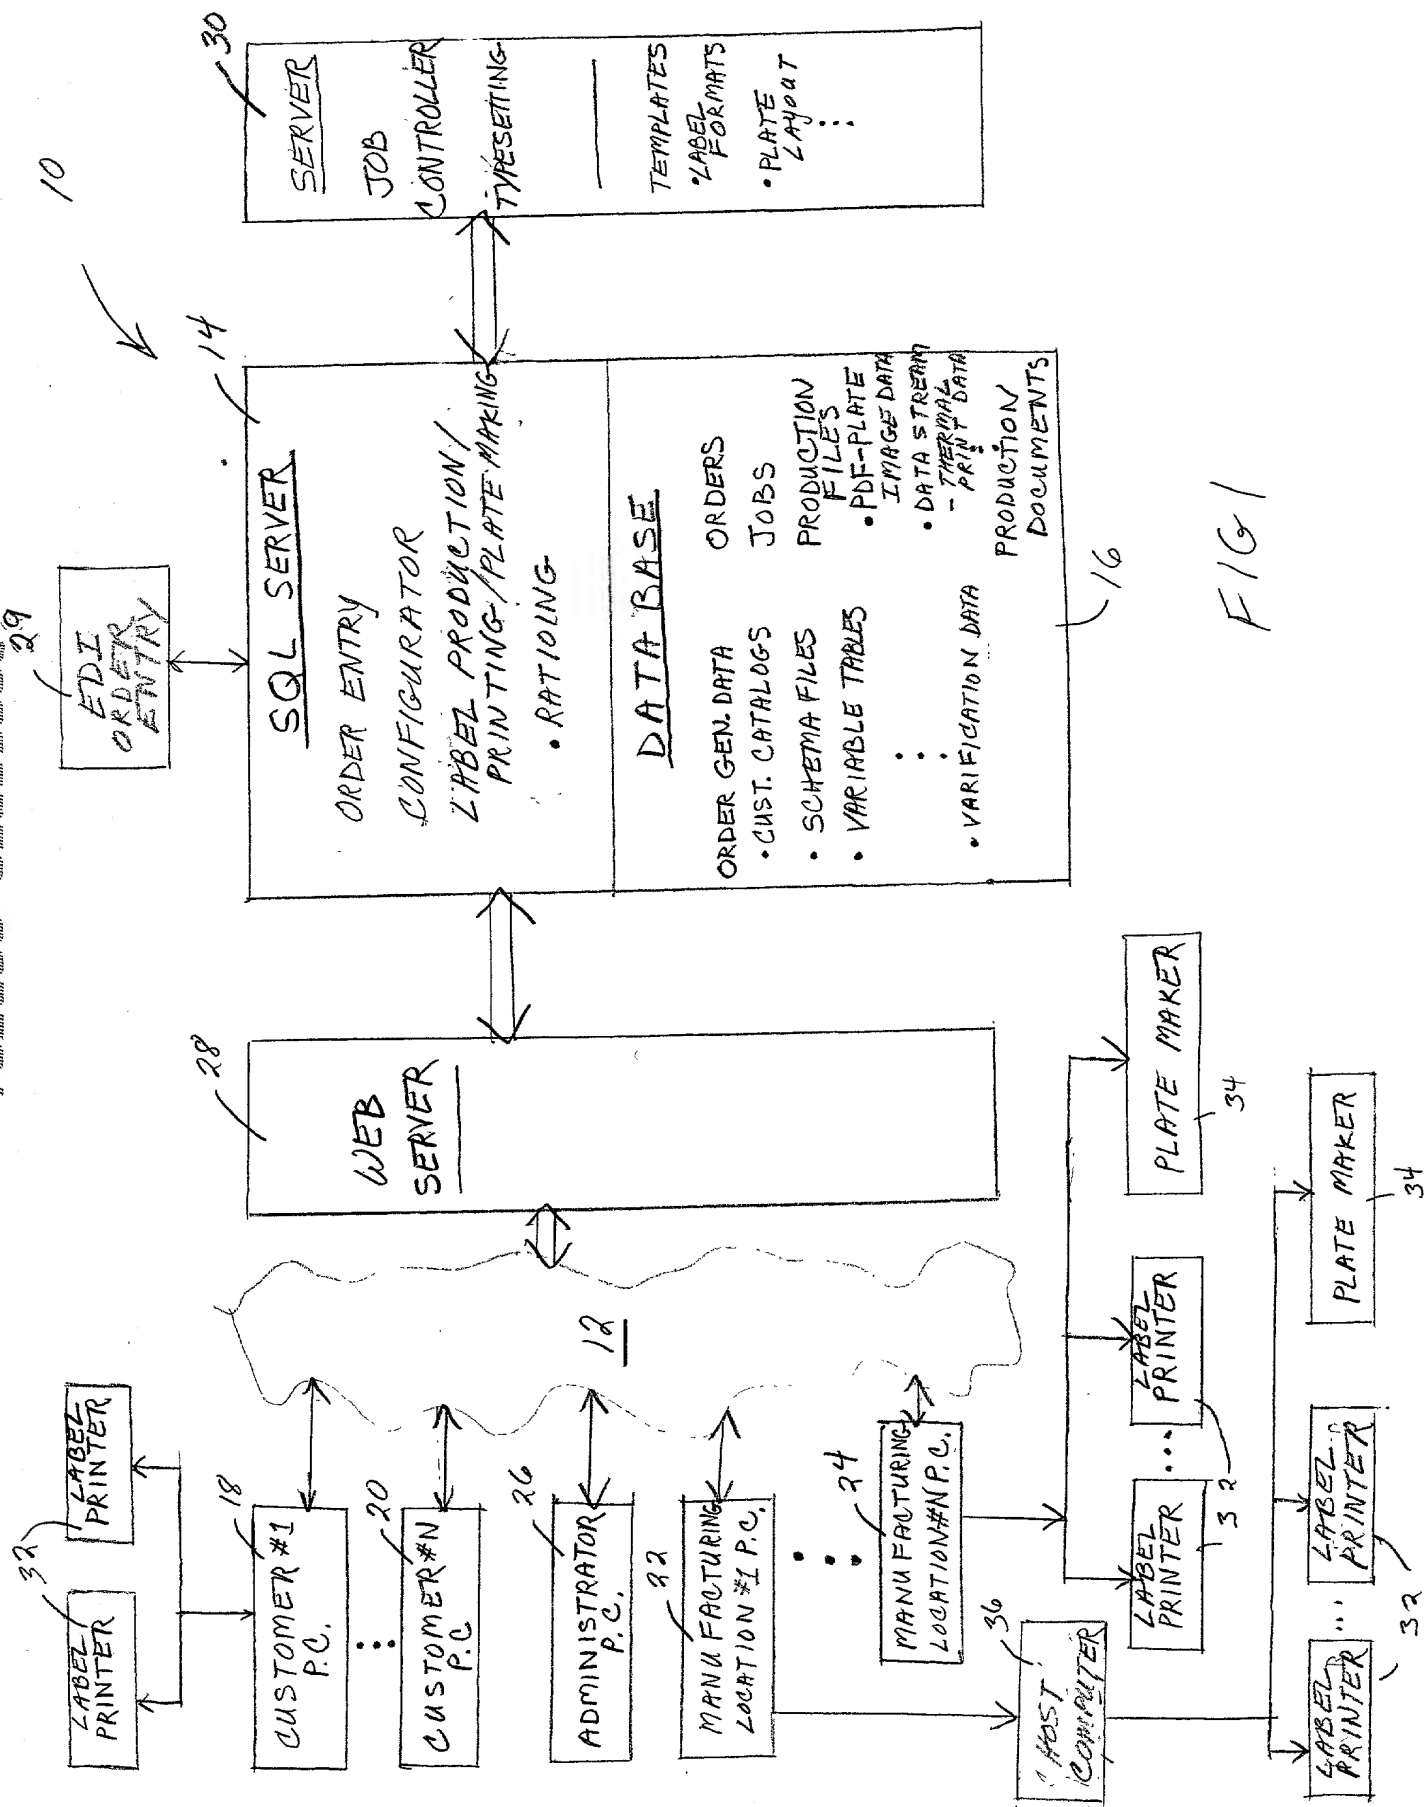 10
32
LABEL
PRINTER
LABEL
PRINTER
18
CUSTOMER #1
P.C.
20
CUSTOMER #N
P.C
26
ADMINISTRATOR
P.C.
22
MANUFACTURING
LOCATION #1 P.C.
24
MANUFACTURING
LOCATION #N P.C.
36
HOST
COMPUTER
LABEL
PRINTER
32
LABEL
PRINTER
PLATE MAKER
34
LABEL
PRINTER
32
LABEL
PRINTER
PLATE MAKER
34
12
28
WEB
SERVER
29
EDI
ORDER
ENTRY
14
SQL SERVER
ORDER ENTRY
CONFIGURATOR
LABEL PRODUCTION/
PRINTING/PLATE MAKING
• RATIOING
DATA BASE
ORDER GEN. DATA
• CUST. CATALOGS
• SCHEMA FILES
• VARIABLE TABLES
• VARIFICATION DATA
ORDERS
JOBS
PRODUCTION
FILES
• PDF-PLATE
IMAGE DATA
• DATA STREAM
- THERMAL
PRINT DATA
PRODUCTION
DOCUMENTS
16
30
SERVER
JOB
CONTROLLER
TYPESETTING
TEMPLATES
• LABEL
FORMATS
• PLATE
LAYOUT
FIG 1